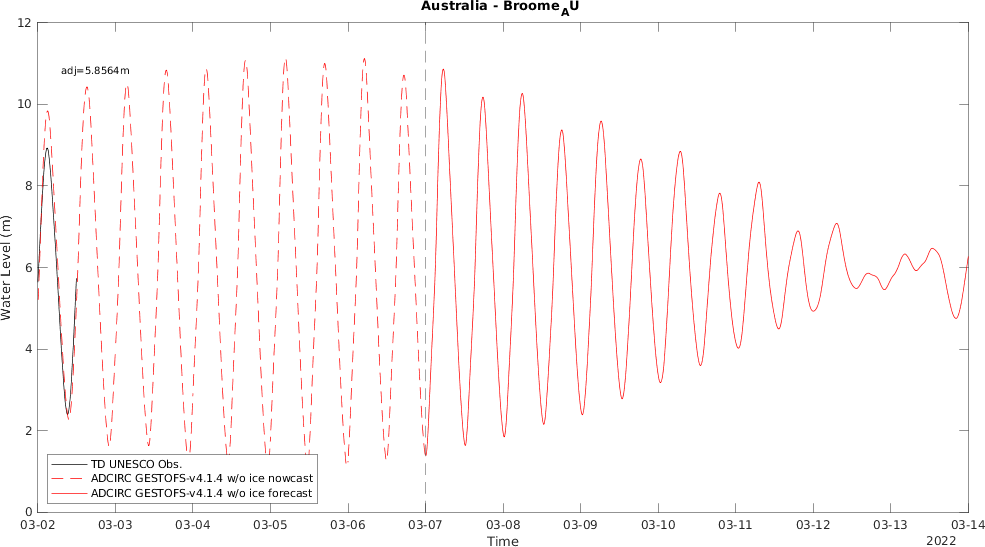 Australia - Broome_AU
12
adj=5.8564m
10
8
6
4
2
0
Water Level (m)
TD UNESCO Obs.
ADCIRC GESTOFS-v4.1.4 w/o ice nowcast
ADCIRC GESTOFS-v4.1.4 w/o ice forecast
03-02 03-03 03-04 03-05 03-06 03-07 03-08 03-09 03-10 03-11 03-12 03-13 03-14
Time
2022